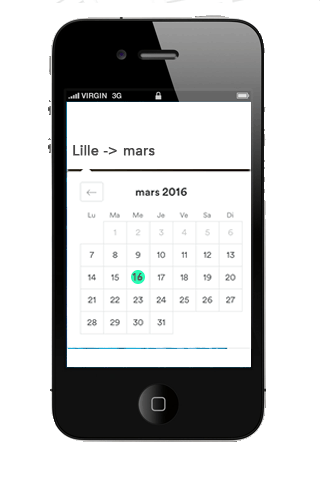 VIRGIN 3G
Lille -> mars
← mars 2016
Lu Ma Me Je Ve Sa Di
1 2 3 4 5 6
7 8 9 10 11 12 13
14 15 16 17 18 19 20
21 22 23 24 25 26 27
28 29 30 31